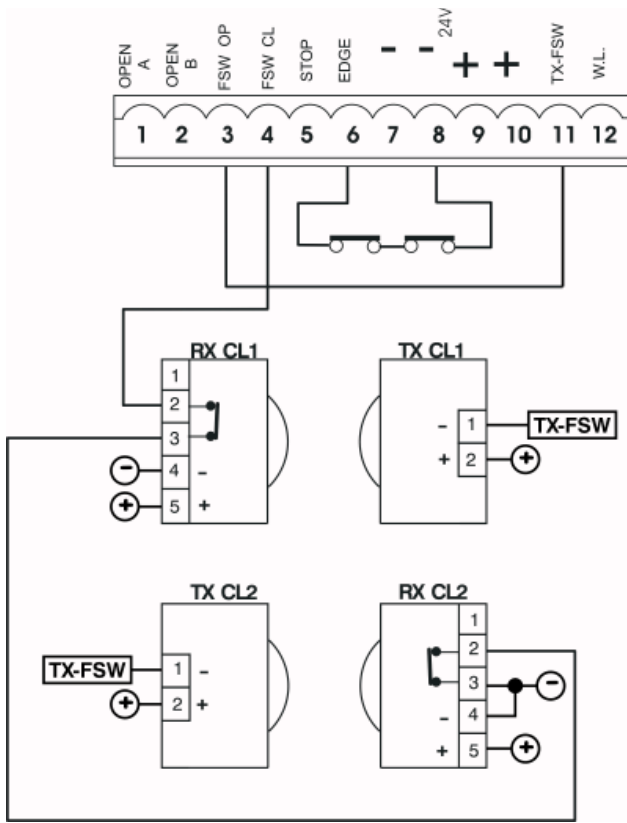 OPEN A
OPEN B
FSW OP
FSW CL
STOP
EDGE
-
-
24V
+
+
TX-FSW
W.L.
1 2 3 4 5 6 7 8 9 10 11 12
RX CL1
1
2
3
4 -
5 +
-
+
TX CL1
- 1
+ 2
TX-FSW
+
TX CL2
1 -
2 +
TX-FSW
+
RX CL2
1
2
3
- 4
+ 5
-
+